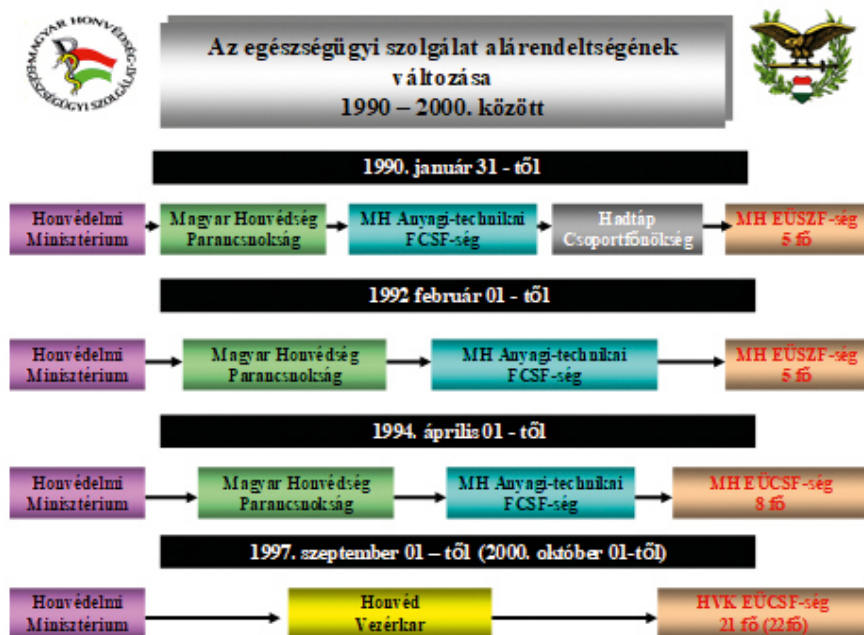 MAGYAR HONVÉDSÉG
EGÉSZSÉGÜGYI SZOLGÁLAT
Az egészségügyi szolgálat alárendeltségének
változása
1990 – 2000. között
1990. január 31 - től
Honvédelmi
Minisztérium
Magyar Honvédség
Parancsnokság
MH Anyagi-technikai
FCSF-ség
Hadtáp
Csoportfőnökség
MH EÜSZF-ség
5 fő
1992 február 01 - től
Honvédelmi
Minisztérium
Magyar Honvédség
Parancsnokság
MH Anyagi-technikai
FCSF-ség
MH EÜSZF-ség
5 fő
1994. április 01 - től
Honvédelmi
Minisztérium
Magyar Honvédség
Parancsnokság
MH Anyagi-technikai
FCSF-ség
MH EÜCSF-ség
8 fő
1997. szeptember 01 – től (2000. október 01-től)
Honvédelmi
Minisztérium
Honvéd
Vezérkar
HVK EÜCSF-ség
21 fő (22fő)